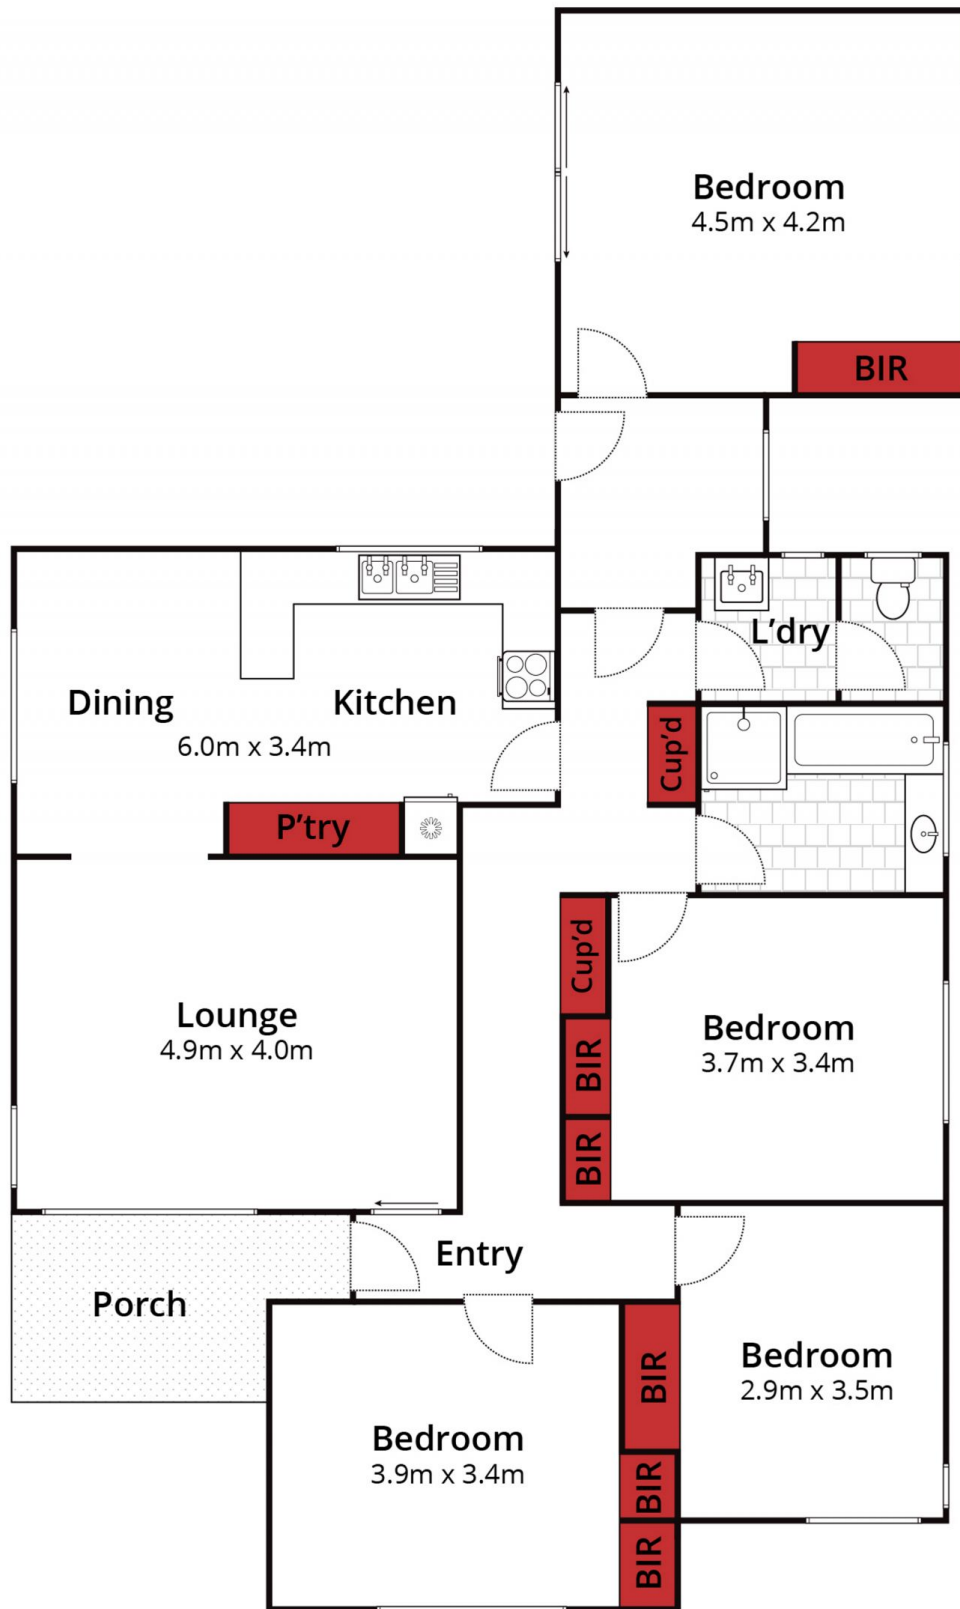 Bedroom
4.5m x 4.2m
BIR
L'dry
Dining
Kitchen
6.0m x 3.4m
Cup'd
P'try
Cup'd
Lounge
4.9m x 4.0m
Bedroom
3.7m x 3.4m
BIR
BIR
Entry
Porch
BIR
Bedroom
2.9m x 3.5m
Bedroom
3.9m x 3.4m
BIR
BIR